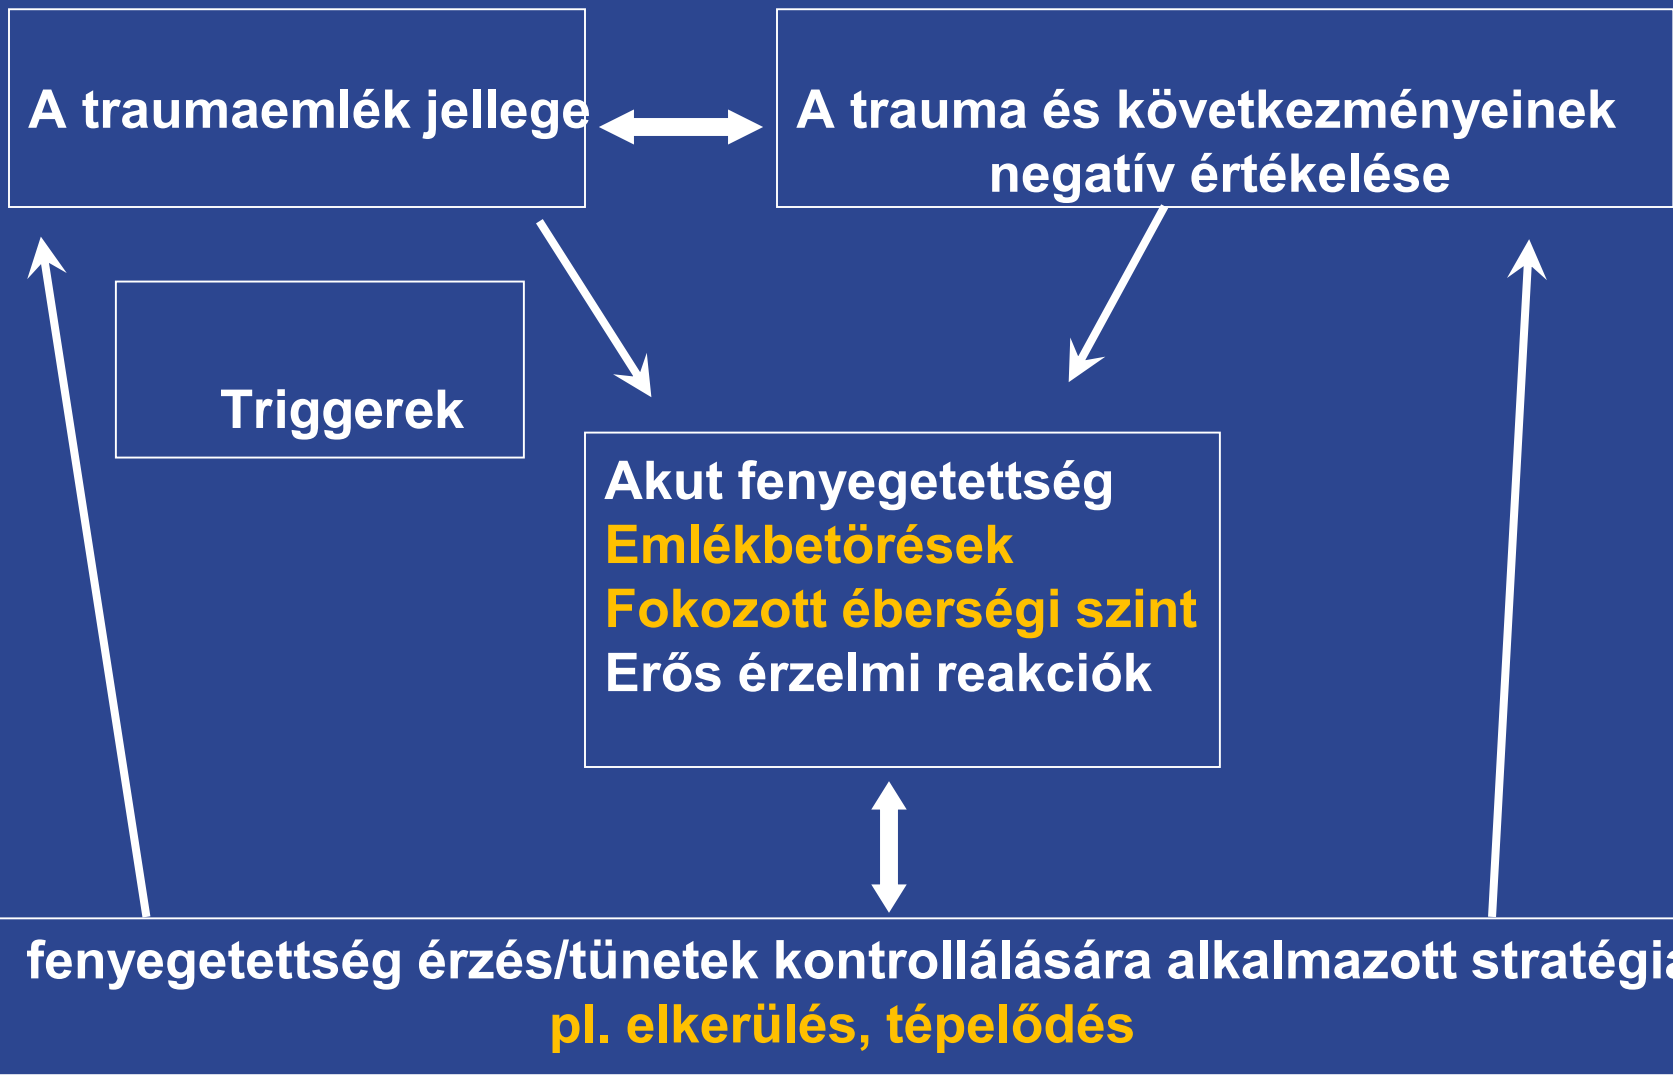 A traumaemlék jellege
A trauma és következményeinek
negatív értékelése
Triggerek
Akut fenyegetettség
Emlékbetörések
Fokozott éberségi szint
Erős érzelmi reakciók
fenyegetettség érzés/tünetek kontrollálására alkalmazott
pl. elkerülés, tépelődés